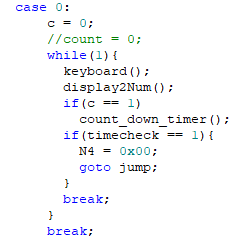 case 0:
c = 0;
//count = 0;
while(1){
keyboard();
display2Num();
if(c == 1)
count_down_timer();
if(timecheck == 1){
N4 = 0x00;
goto jump;
}
break;
}
break;